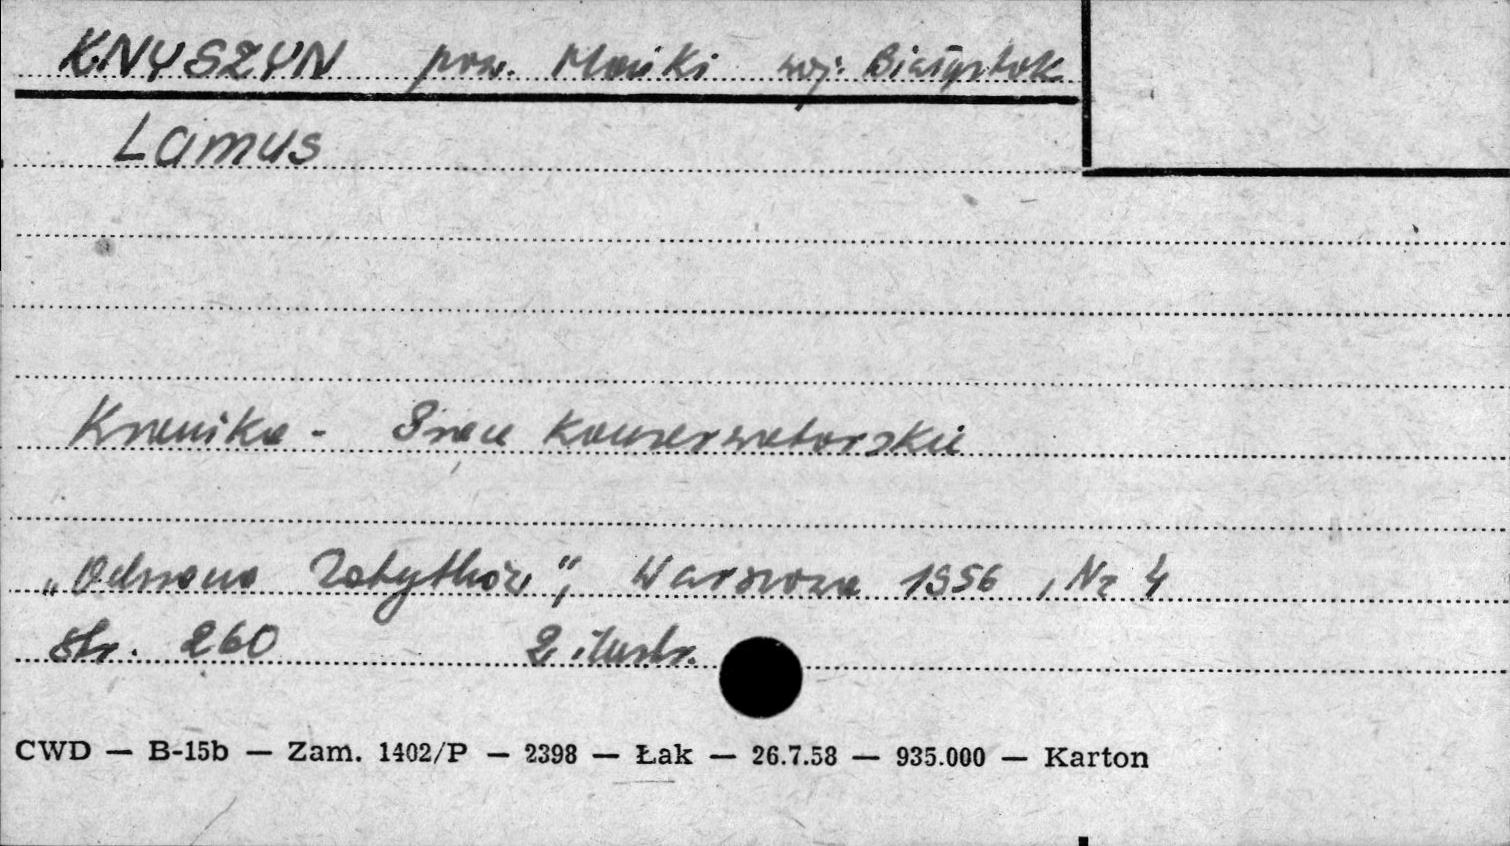 KNYSZYN pow. Mońki woj. Białystok
Lamus
Kronika - Prace konserwatorskie
„Ochrona Zabytków", Warszawa 1956, Nr 4
str. 260 2 ilustr.
CWD — B-15b — Zam. 1402/P — 2398 — Łak — 26.7.58 — 935.000 — Karton